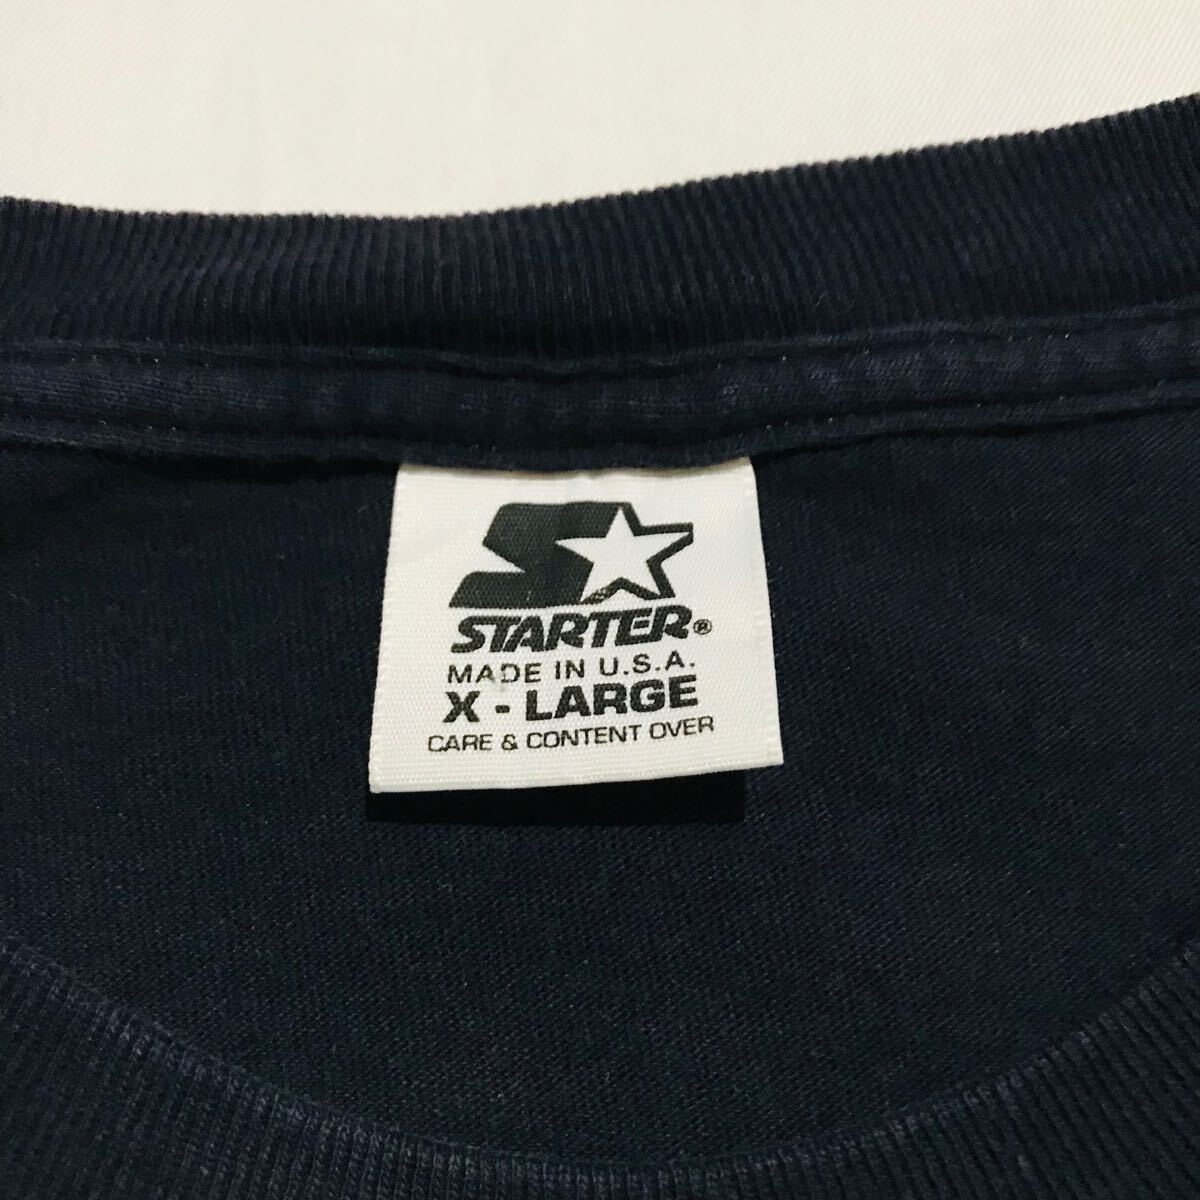 STARTER®
MADE IN U.S.A.
X - LARGE
CARE & CONTENT OVER